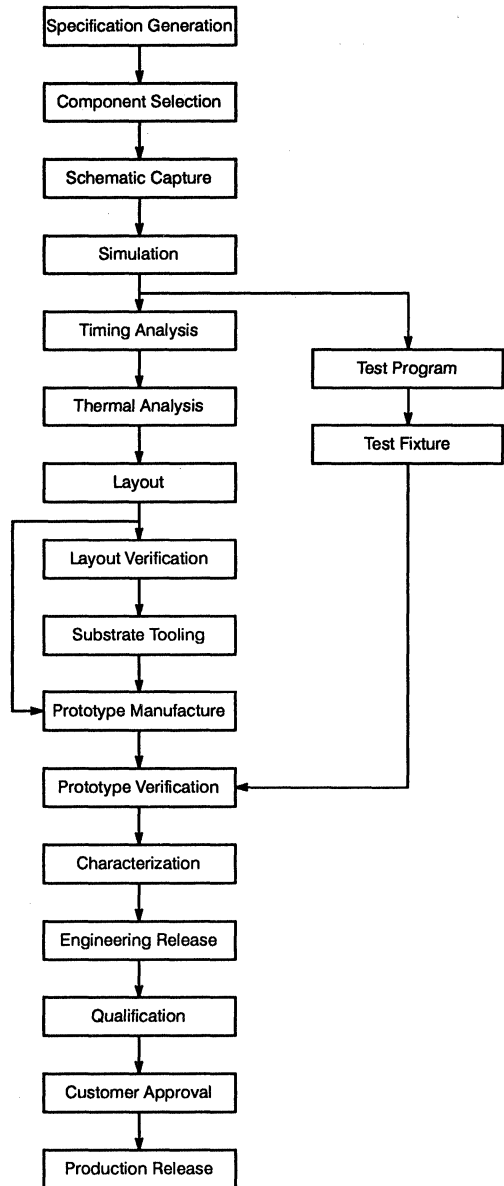 Specification Generation
Component Selection
Schematic Capture
Simulation
Timing Analysis
Test Program
Thermal Analysis
Test Fixture
Layout
Layout Verification
Substrate Tooling
Prototype Manufacture
Prototype Verification
Characterization
Engineering Release
Qualification
Customer Approval
Production Release